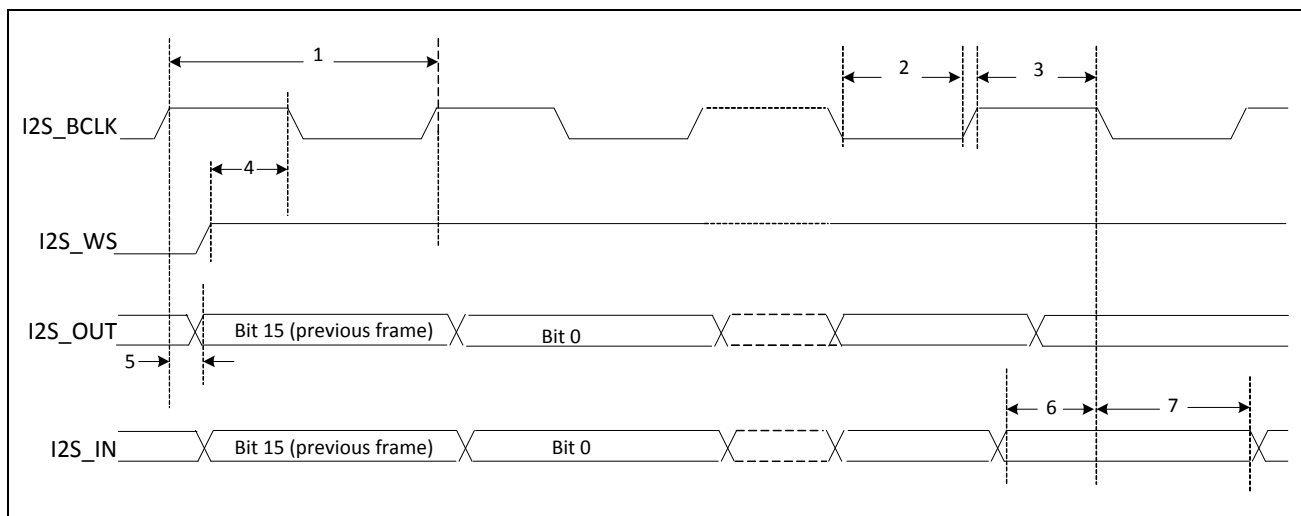 1
2
3
I2S_BCLK
4
I2S_WS
I2S_OUT
Bit 15 (previous frame)
Bit 0
5
6
7
I2S_IN
Bit 15 (previous frame)
Bit 0